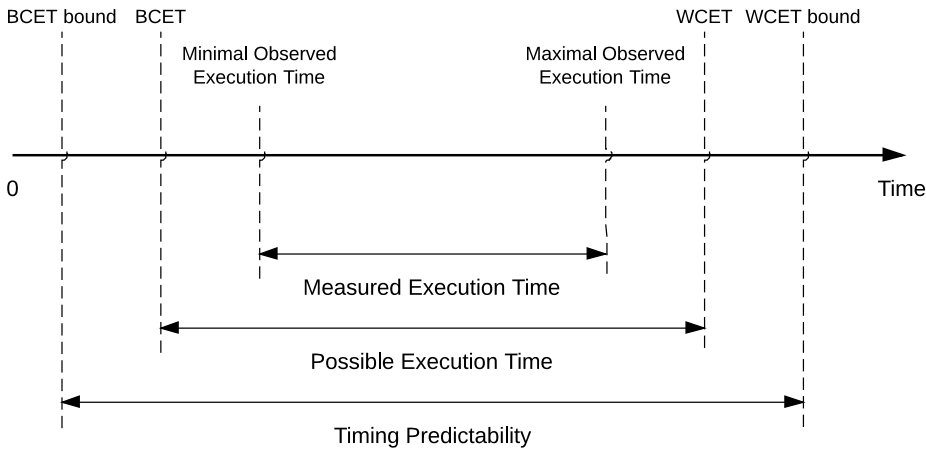 BCET bound
BCET
WCET
WCET bound
Minimal Observed
Execution Time
Maximal Observed
Execution Time
0
Time
Measured Execution Time
Possible Execution Time
Timing Predictability